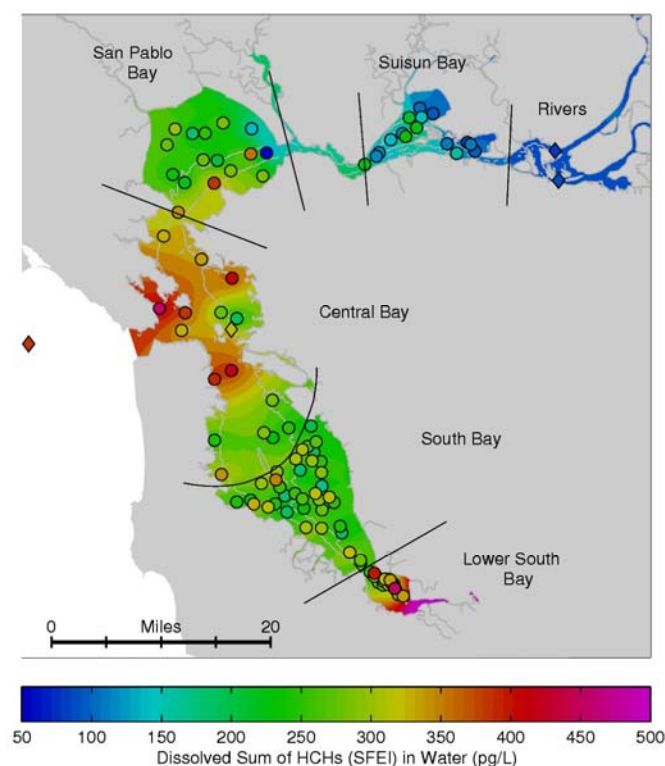 San Pablo
Bay
Suisun Bay
Rivers
Central Bay
South Bay
Lower South
Bay
0 Miles 20
50 100 150 200 250 300 350 400 450 500
Dissolved Sum of HCHs (SFEI) in Water (pg/L)